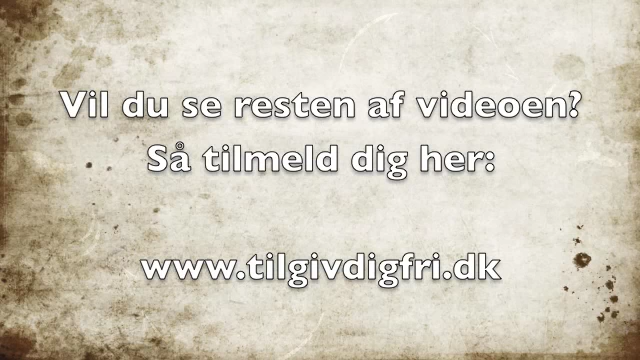 Vil du se resten af videoen?
Så tilmeld dig her:
www.tilgivdigfri.dk